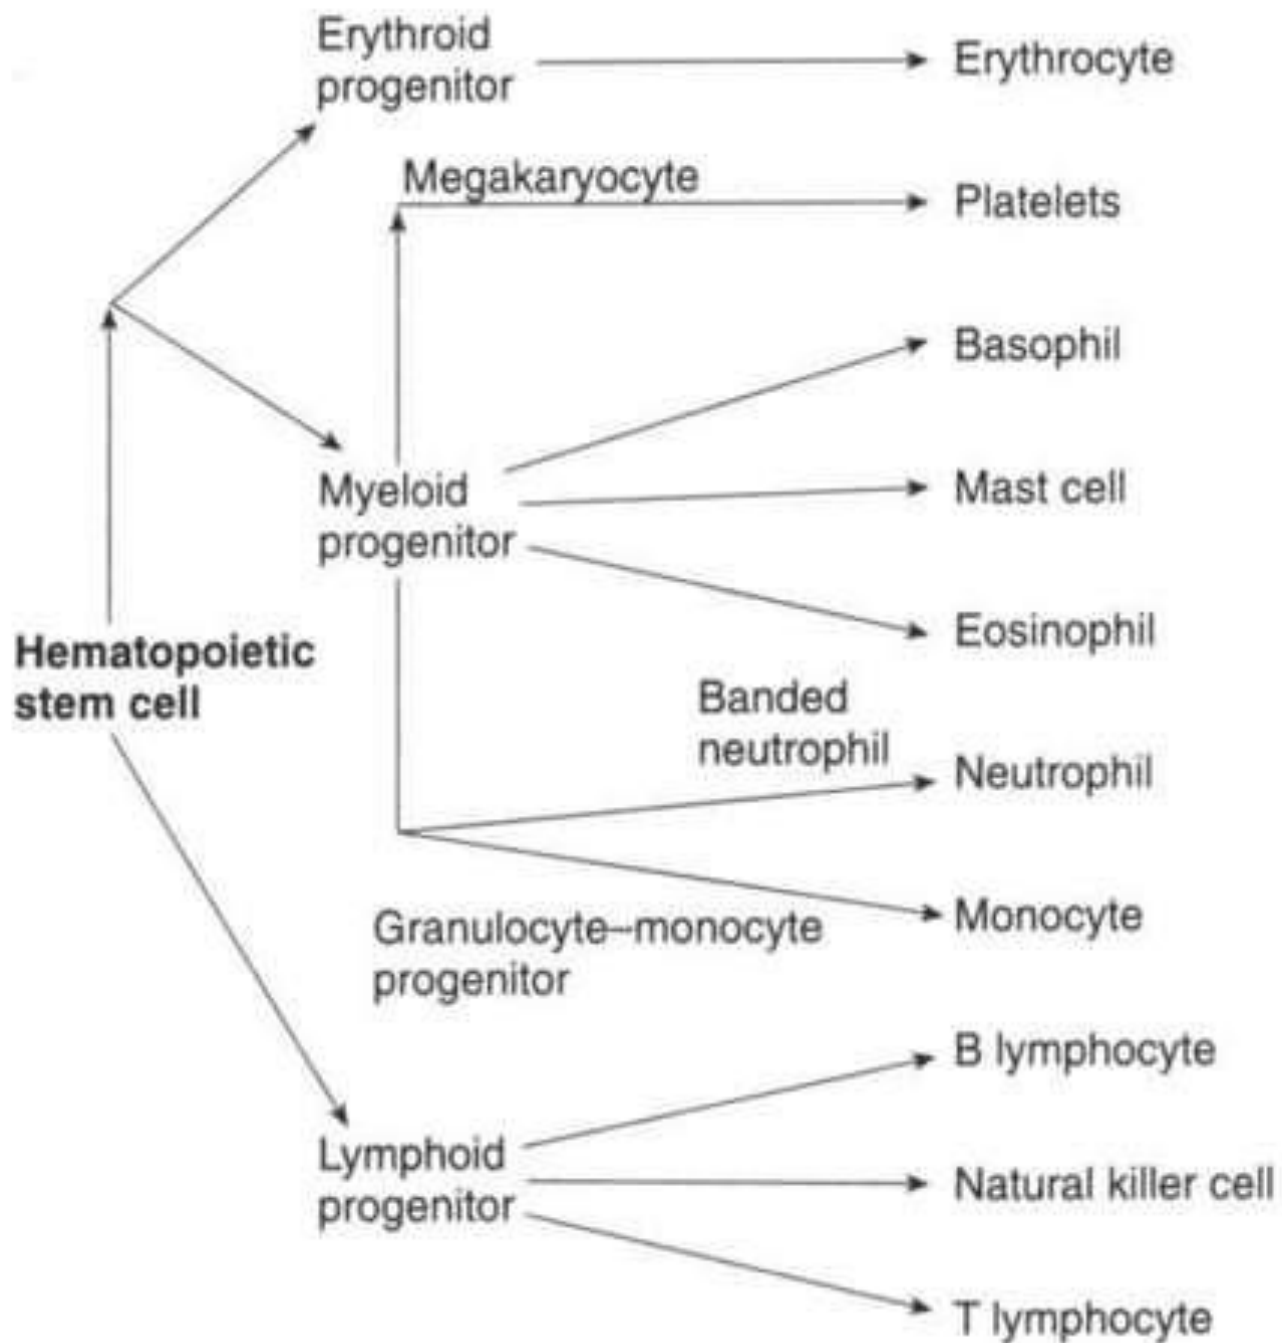 Erythroid
progenitor
Erythrocyte
Megakaryocyte
Platelets
Basophil
Myeloid
progenitor
Mast cell
Eosinophil
Hematopoietic
stem cell
Banded
neutrophil
Neutrophil
Granulocyte–monocyte
progenitor
Monocyte
B lymphocyte
Lymphoid
progenitor
Natural killer cell
T lymphocyte